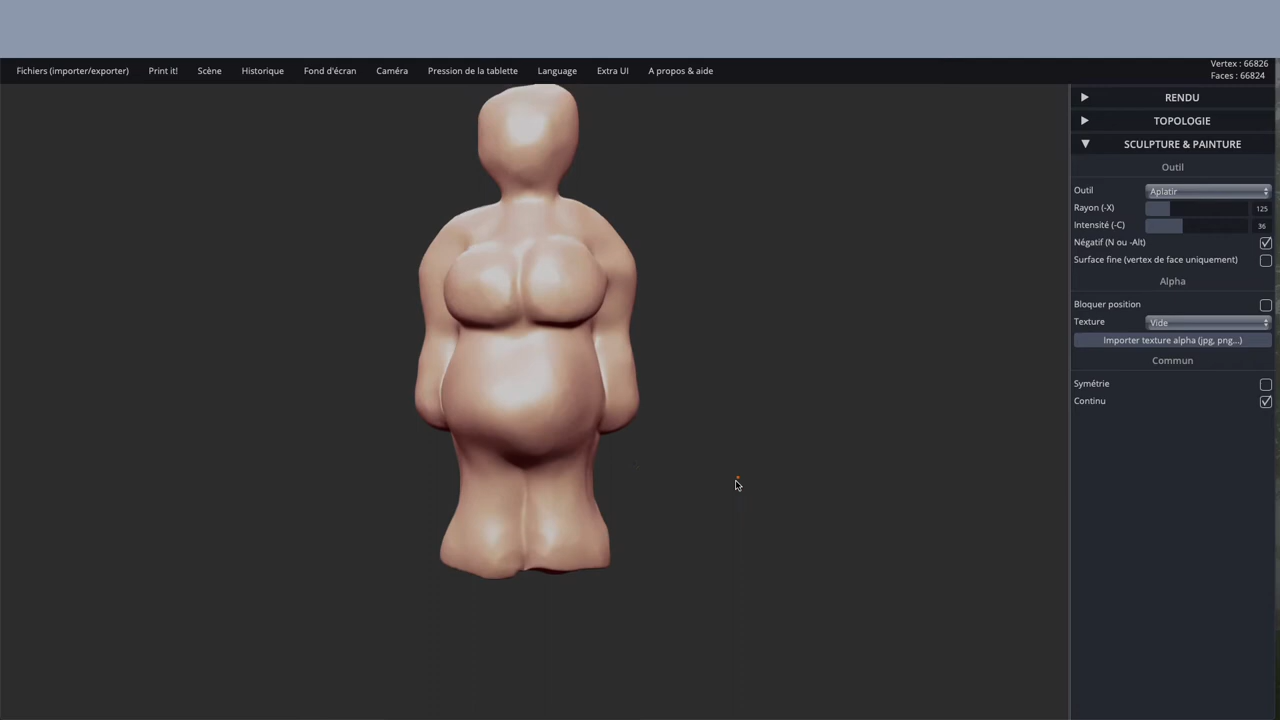 Fichiers (importer/exporter) Print it! Scène Historique Fond d'écran Caméra Pression de la tablette Language Extra UI A propos & aide
Vertex : 66826
Faces : 66824
RENDU
TOPOLOGIE
SCULPTURE & PAINTURE
Outil
Outil Aplatir
Rayon (-X) 125
Intensité (-C) 36
Négatif (N ou -Alt)
Surface fine (vertex de face uniquement)
Alpha
Bloquer position
Texture Vide
Importer texture alpha (jpg, png...)
Commun
Symétrie
Continu